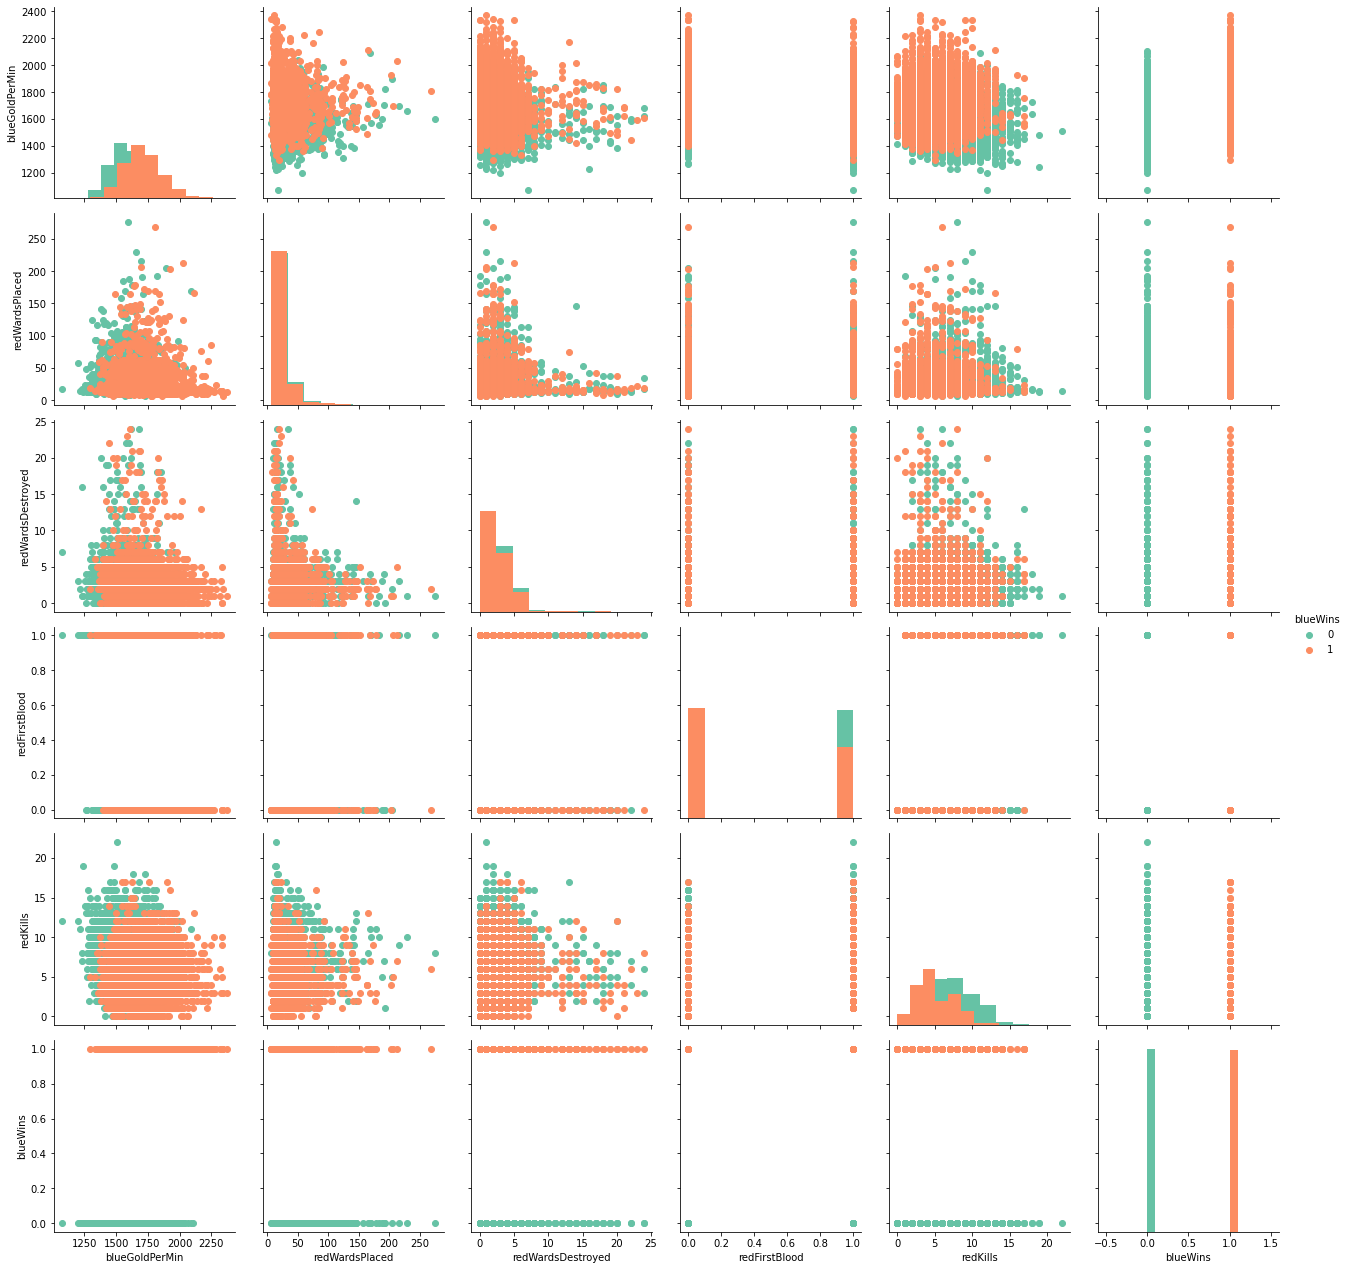 2400
2200
2000
1800
1600
1400
1200
blueGoldPerMin
250
200
150
100
50
0
redWardsPlaced
25
20
15
10
5
0
redWardsDestroyed
1.0
0.8
0.6
0.4
0.2
0.0
redFirstBlood
blueWins
0
1
20
15
10
5
0
redKills
1.0
0.8
0.6
0.4
0.2
0.0
blueWins
1250 1500 1750 2000 2250
blueGoldPerMin
0 50 100 150 200 250
redWardsPlaced
0 5 10 15 20 25
redWardsDestroyed
0.0 0.2 0.4 0.6 0.8 1.0
redFirstBlood
0 5 10 15 20
redKills
−0.5 0.0 0.5 1.0 1.5
blueWins